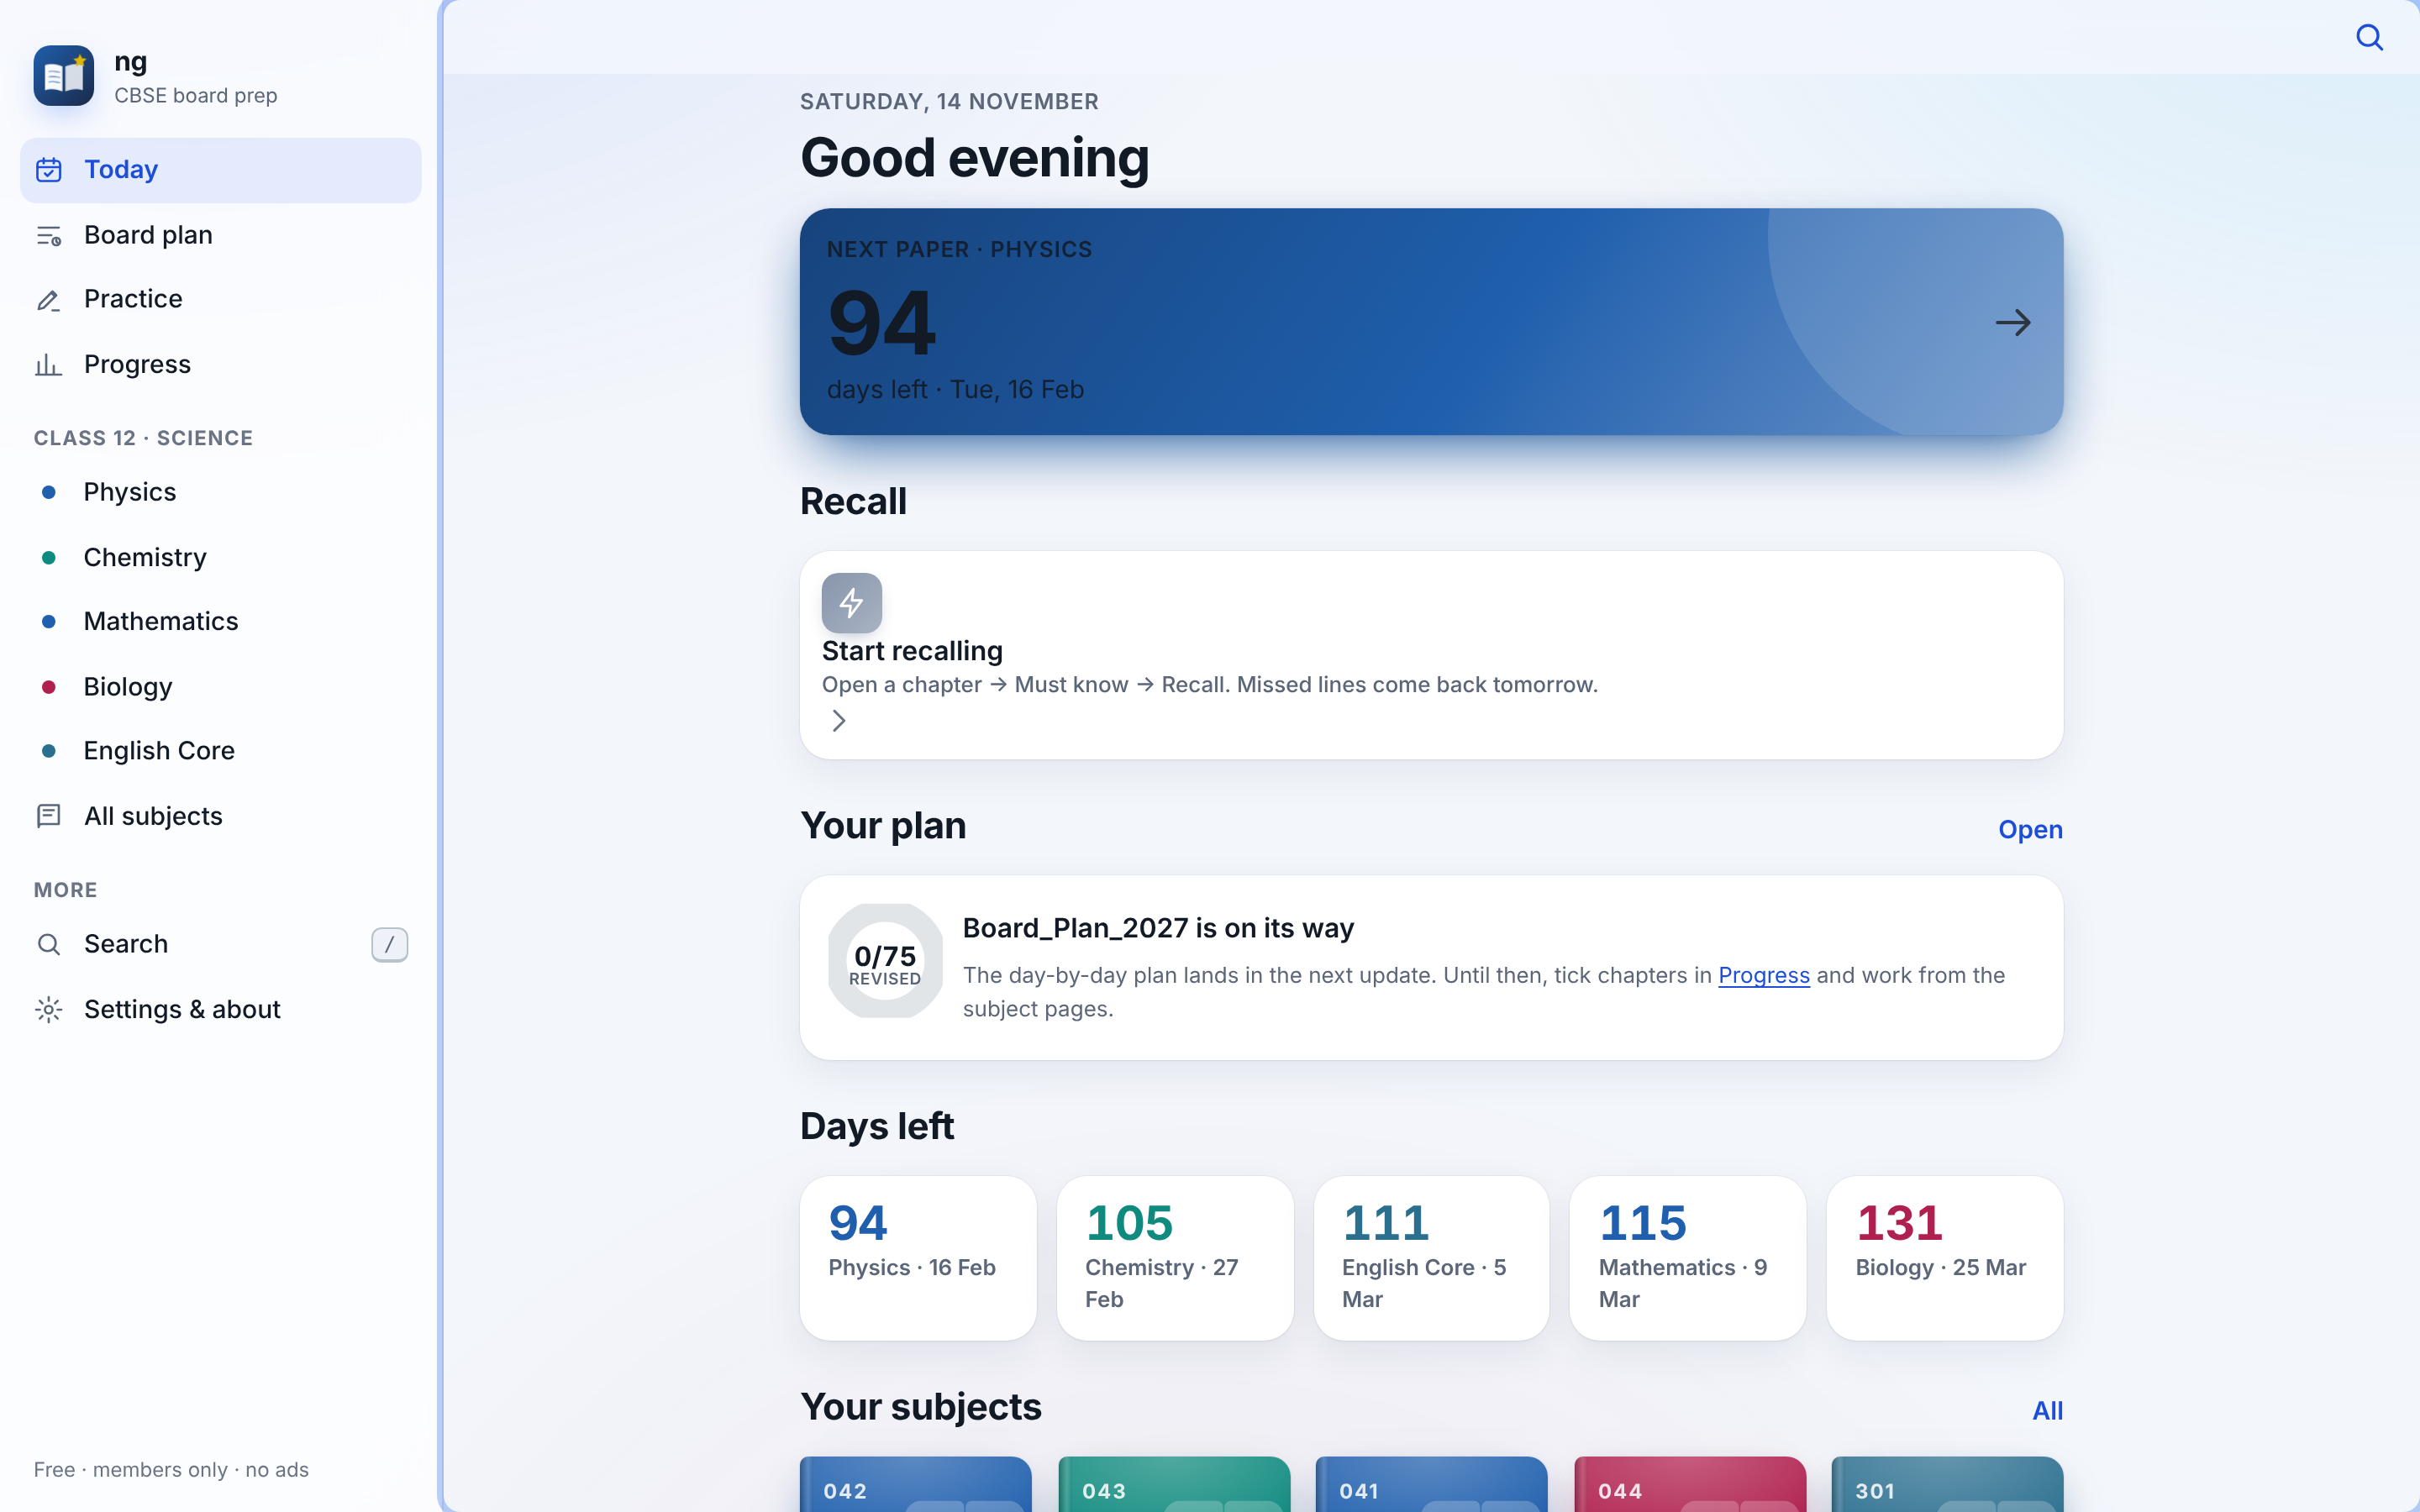 ng
CBSE board prep
Today
Board plan
Practice
Progress
CLASS 12 · SCIENCE
Physics
Chemistry
Mathematics
Biology
English Core
All subjects
MORE
Search
/
Settings & about
Free · members only · no ads
SATURDAY, 14 NOVEMBER
Good evening
NEXT PAPER · PHYSICS
94
days left · Tue, 16 Feb
Recall
Start recalling
Open a chapter → Must know → Recall. Missed lines come back tomorrow.
Your plan
Open
0/75
REVISED
Board_Plan_2027 is on its way
The day-by-day plan lands in the next update. Until then, tick chapters in Progress and work from the
subject pages.
Days left
94
Physics · 16 Feb
105
Chemistry · 27
Feb
111
English Core · 5
Mar
115
Mathematics · 9
Mar
131
Biology · 25 Mar
Your subjects
All
042
043
041
044
301